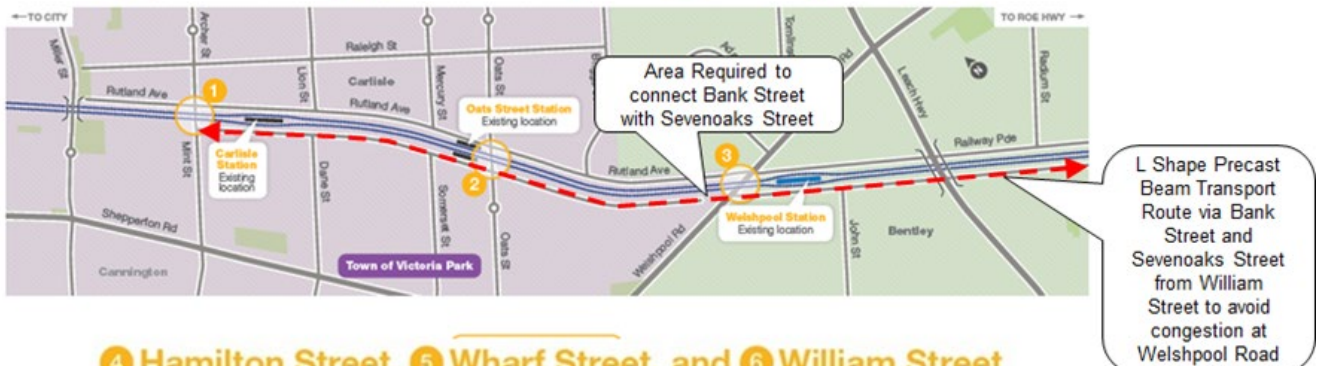 ←TO CITY
TO ROE HWY →
Miller St
Archer St
Raleigh St
Lion St
Carlisle
Mercury St
Oats St
Rutland Ave
Rutland Ave
1
Oats Street Station
Existing location
Area Required to
connect Bank Street
with Sevenoaks Street
Leach Hwy
Radium St
Railway Pde
Carlisle
Station
Existing
location
Mint St
Dane St
2
Somerset St
Oats St
Rutland Ave
3
Welshpool Station
Existing location
Welshpool Rd
John St
Bentley
Shepperton Rd
Cannington
Town of Victoria Park
L Shape Precast
Beam Transport
Route via Bank
Street and
Sevenoaks Street
from William
Street to avoid
congestion at
Welshpool Road
4 Hamilton Street, 5 Wharf Street, and 6 William Street